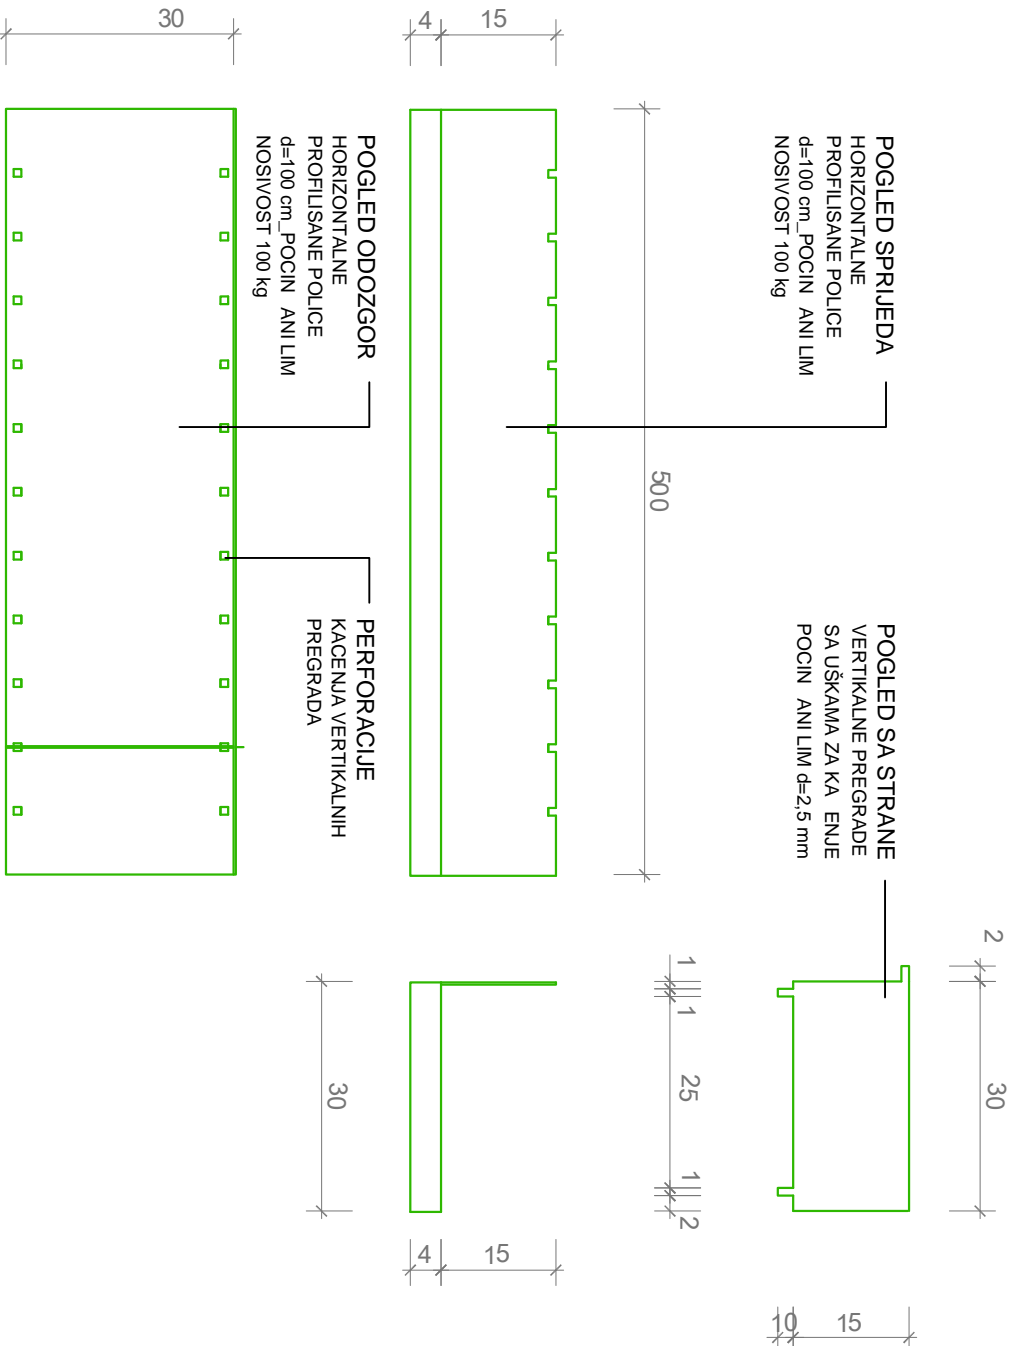 POGLED SPRIJEDA
HORIZONTALNE
PROFILISANE POLICE
d=100 cm_POCIN ANI LIM
NOSIVOST 100 kg
POGLED SA STRANE
VERTIKALNE PREGRADE
SA UŠKAMA ZA KA ENJE
POCIN ANI LIM d=2,5 mm
POGLED ODOZGOR
HORIZONTALNE
PROFILISANE POLICE
d=100 cm_POCIN ANI LIM
NOSIVOST 100 kg
PERFORACIJE
KACENJA VERTIKALNIH
PREGRADA
30
4
15
500
2
30
1
1
25
1
2
30
4
15
10
15